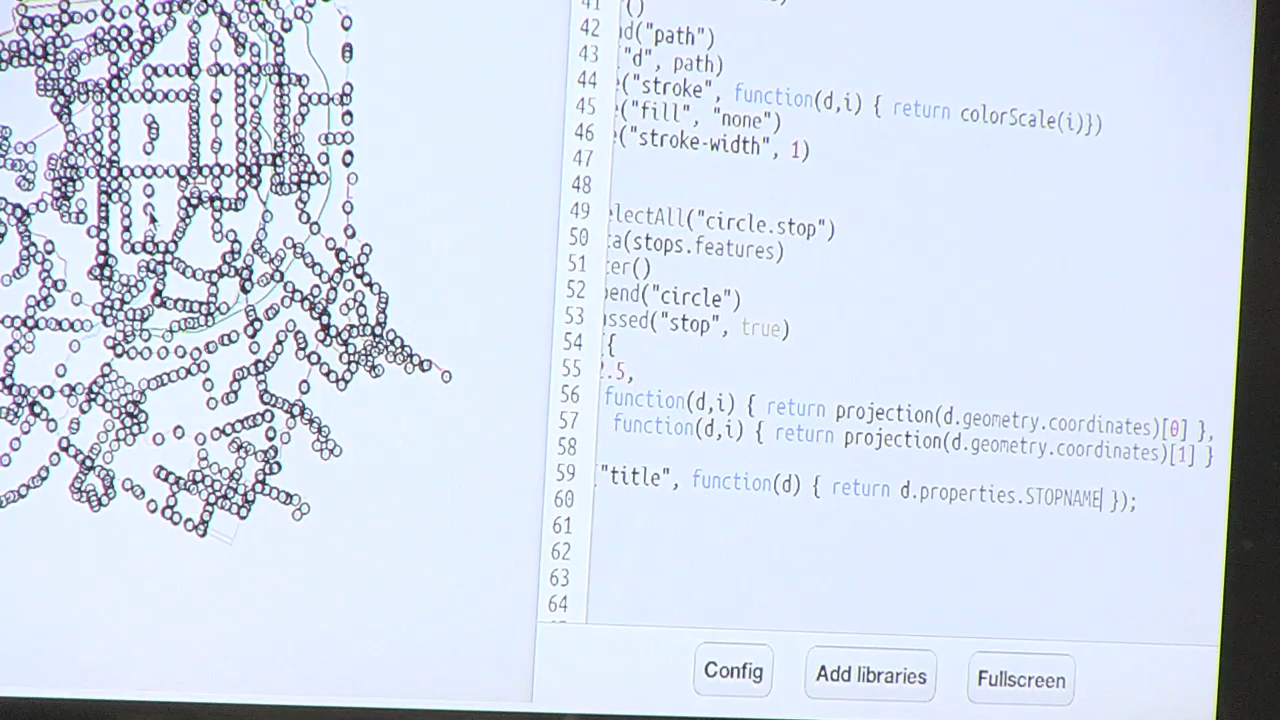 41 ()
42 d("path")
43 "d", path)
44 ("stroke", function(d,i) { return colorScale(i)})
45 ("fill", "none")
46 ("stroke-width", 1)
47
48
49 lectAll("circle.stop")
50 a(stops.features)
51 er()
52 end("circle")
53 ssed("stop", true)
54 {
55 .5,
56 function(d,i) { return projection(d.geometry.coordinates)[0] },
57 function(d,i) { return projection(d.geometry.coordinates)[1] }
58
59 "title", function(d) { return d.properties.STOPNAME });
60
61
62
63
64
Config
Add libraries
Fullscreen